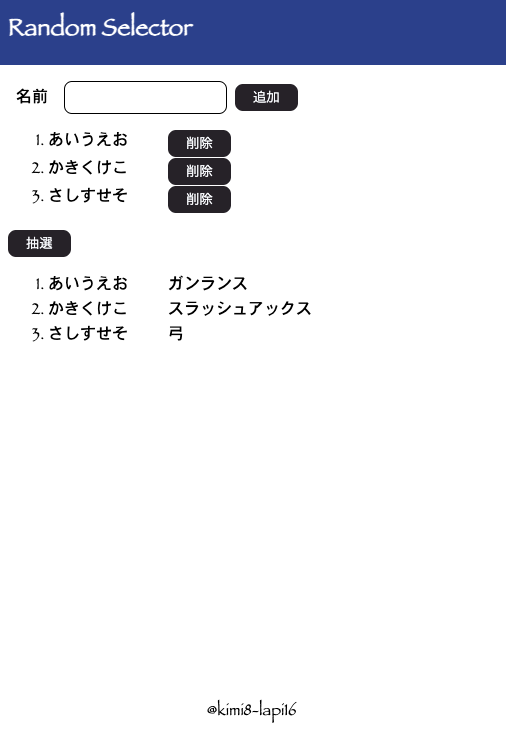 Random Selector
名前 追加
1. あいうえお 削除
2. かきくけこ 削除
3. さしすせそ 削除
抽選
1. あいうえお ガンランス
2. かきくけこ スラッシュアックス
3. さしすせそ 弓
@kimi8-lapi16